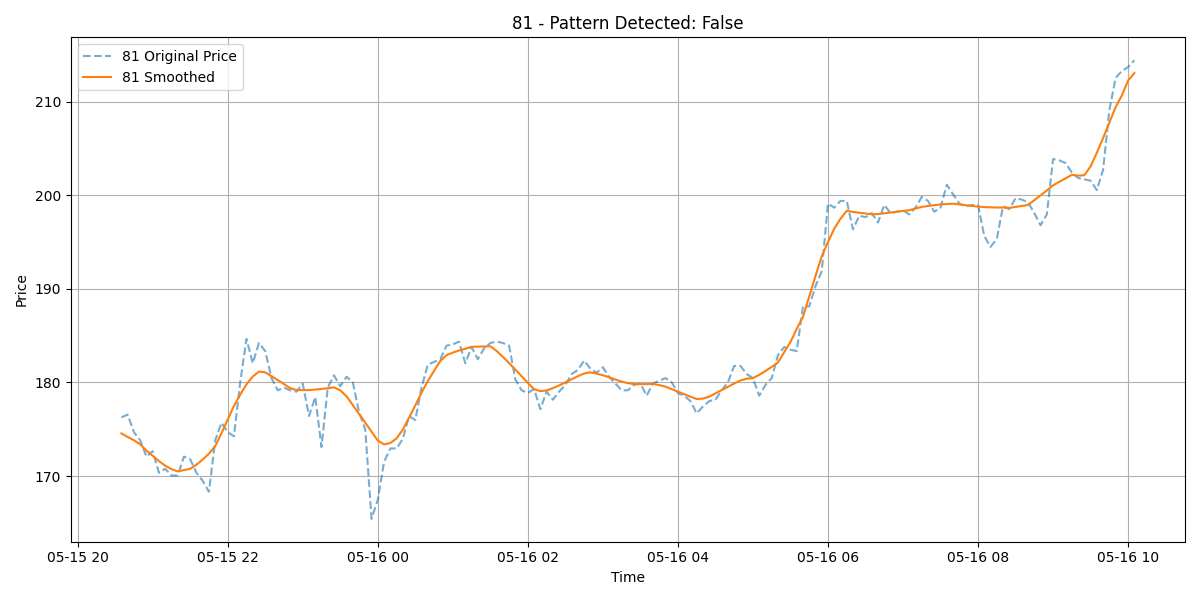 81 - Pattern Detected: False
81 Original Price
81 Smoothed
Price
210
200
190
180
170
05-15 20
05-15 22
05-16 00
05-16 02
05-16 04
05-16 06
05-16 08
05-16 10
Time